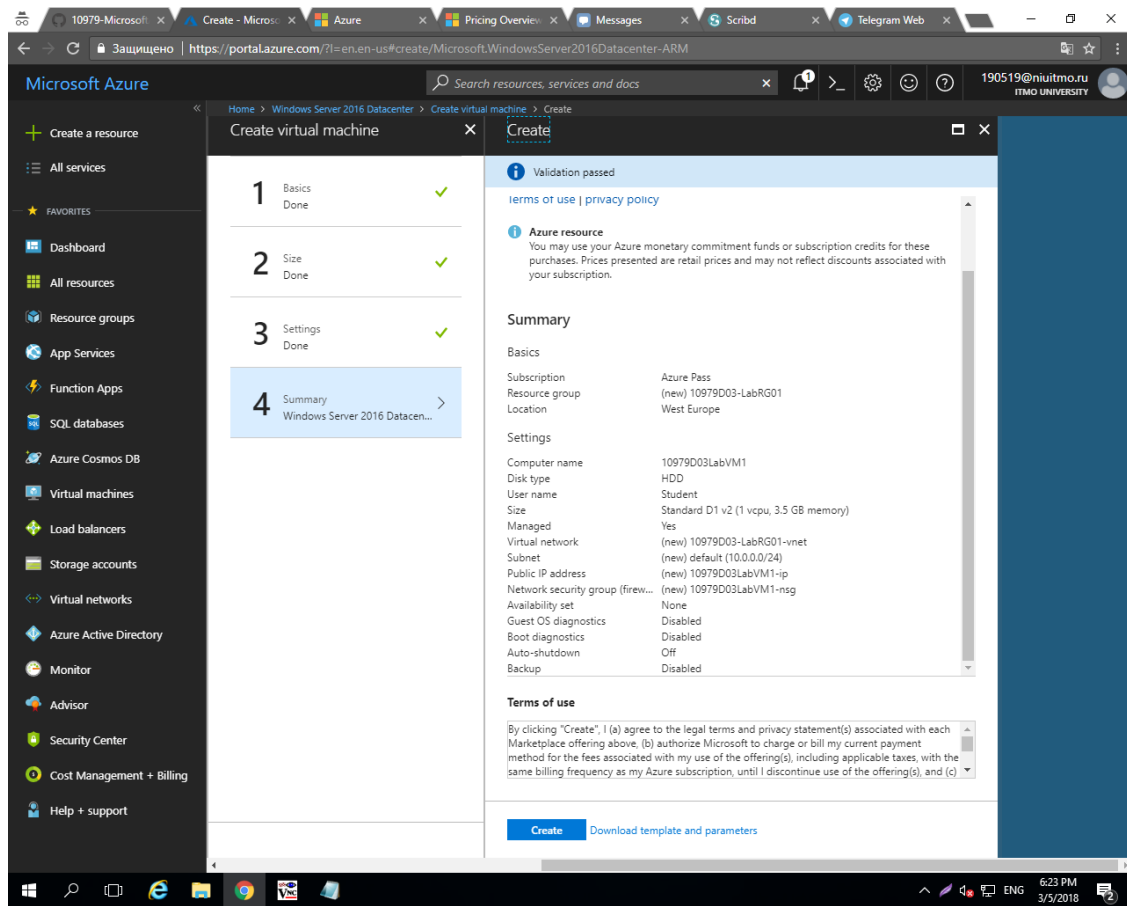 10979-Microsoft
Create - Microso
Azure
Pricing Overview
Messages
Scribd
Telegram Web
Защищено | https://portal.azure.com/?l=en.en-us#create/Microsoft.WindowsServer2016Datacenter-ARM
Microsoft Azure
Search resources, services and docs
1
190519@niuitmo.ru
ITMO UNIVERSITY
Home > Windows Server 2016 Datacenter > Create virtual machine > Create
Create a resource
All services
FAVORITES
Dashboard
All resources
Resource groups
App Services
Function Apps
SQL databases
Azure Cosmos DB
Virtual machines
Load balancers
Storage accounts
Virtual networks
Azure Active Directory
Monitor
Advisor
Security Center
Cost Management + Billing
Help + support
Create virtual machine
1 Basics
Done
2 Size
Done
3 Settings
Done
4 Summary
Windows Server 2016 Datacen...
Create
Validation passed
Terms of use | privacy policy
Azure resource
You may use your Azure monetary commitment funds or subscription credits for these
purchases. Prices presented are retail prices and may not reflect discounts associated with
your subscription.
Summary
Basics
Subscription Azure Pass
Resource group (new) 10979D03-LabRG01
Location West Europe
Settings
Computer name 10979D03LabVM1
Disk type HDD
User name Student
Size Standard D1 v2 (1 vcpu, 3.5 GB memory)
Managed Yes
Virtual network (new) 10979D03-LabRG01-vnet
Subnet (new) default (10.0.0.0/24)
Public IP address (new) 10979D03LabVM1-ip
Network security group (firew... (new) 10979D03LabVM1-nsg
Availability set None
Guest OS diagnostics Disabled
Boot diagnostics Disabled
Auto-shutdown Off
Backup Disabled
Terms of use
By clicking "Create", I (a) agree to the legal terms and privacy statement(s) associated with each
Marketplace offering above, (b) authorize Microsoft to charge or bill my current payment
method for the fees associated with my use of the offering(s), including applicable taxes, with the
same billing frequency as my Azure subscription, until I discontinue use of the offering(s), and (c)
Create Download template and parameters
ENG
6:23 PM
3/5/2018
2